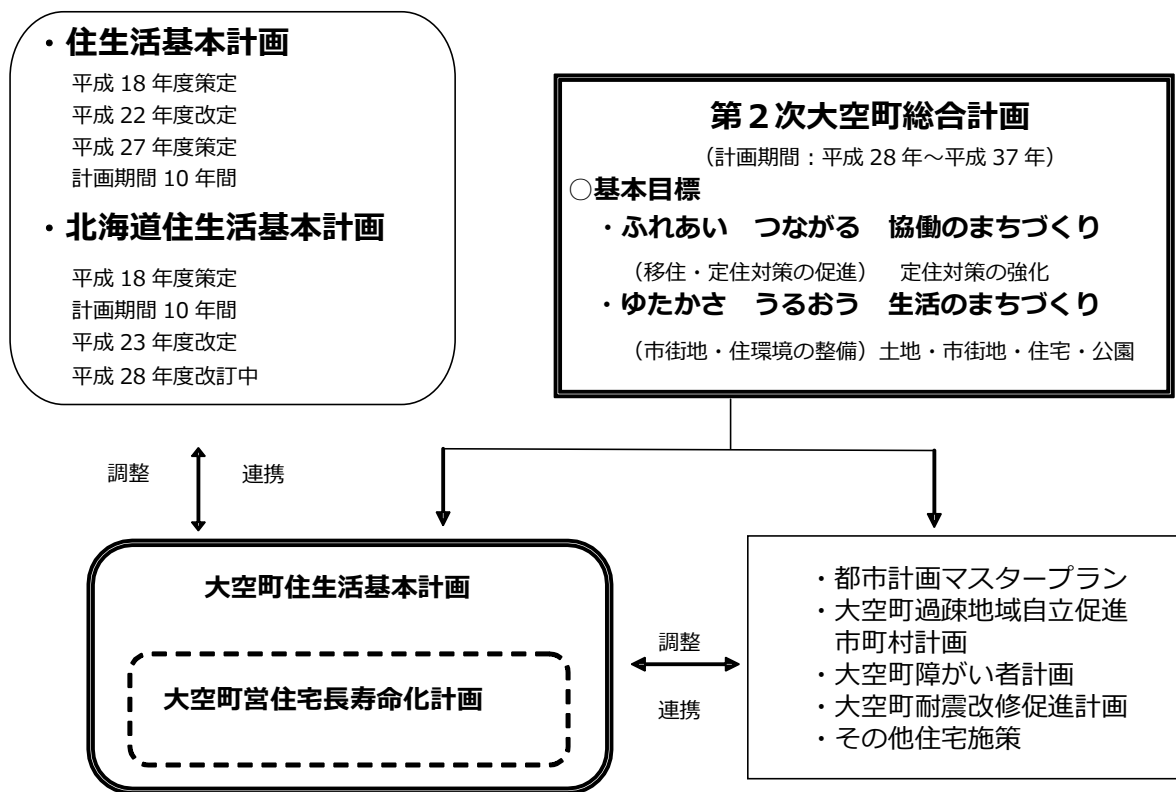 ・住生活基本計画
平成 18 年度策定
平成 22 年度改定
平成 27 年度策定
計画期間 10 年間
・北海道住生活基本計画
平成 18 年度策定
計画期間 10 年間
平成 23 年度改定
平成 28 年度改訂中
第２次大空町総合計画
（計画期間：平成 28 年～平成 37 年）
○基本目標
・ふれあい　つながる　協働のまちづくり
（移住・定住対策の促進）　定住対策の強化
・ゆたかさ　うるおう　生活のまちづくり
（市街地・住環境の整備）土地・市街地・住宅・公園
調整　連携
大空町住生活基本計画
大空町営住宅長寿命化計画
調整
連携
・都市計画マスタープラン
・大空町過疎地域自立促進
市町村計画
・大空町障がい者計画
・大空町耐震改修促進計画
・その他住宅施策